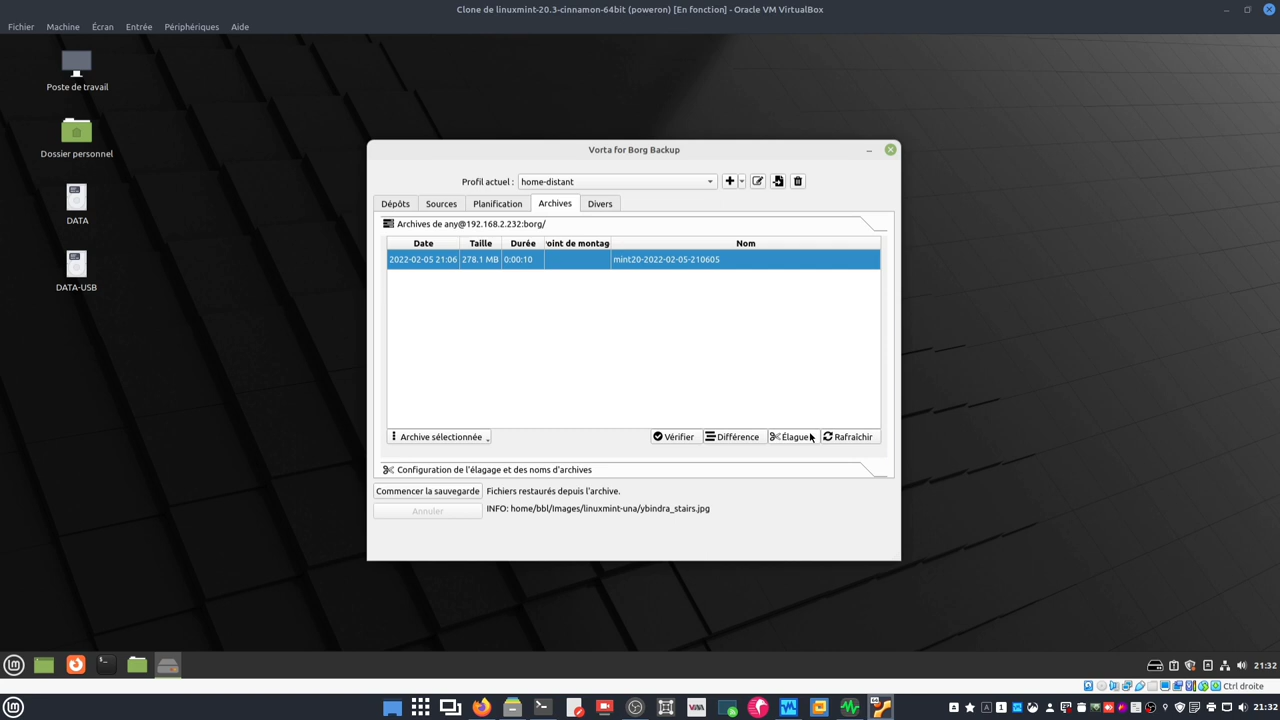 Clone de linuxmint-20.3-cinnamon-64bit (poweron) [En fonction] - Oracle VM VirtualBox
Fichier Machine Écran Entrée Périphériques Aide
Poste de travail
Dossier personnel
DATA
DATA-USB
Vorta for Borg Backup
Profil actuel : home-distant
Dépôts Sources Planification Archives Divers
Archives de any@192.168.2.232:borg/
Date Taille Durée oint de montag Nom
2022-02-05 21:06 278.1 MB 0:00:10 mint20-2022-02-05-210605
Archive sélectionnée Vérifier Différence Élague Rafraîchir
Configuration de l'élagage et des noms d'archives
Commencer la sauvegarde Fichiers restaurés depuis l'archive.
Annuler INFO: home/bbl/Images/linuxmint-una/ybindra_stairs.jpg
21:32
Ctrl droite
21:32